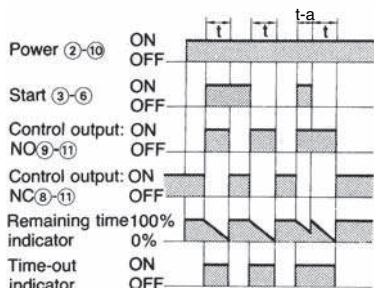 t-a
t t t
Power ②-⑩ ON
OFF
Start ③-⑥ ON
OFF
Control output: ON
NO⑨-⑪ OFF
Control output: ON
NC⑧-⑪ OFF
Remaining time 100%
indicator 0%
Time-out ON
indicator OFF